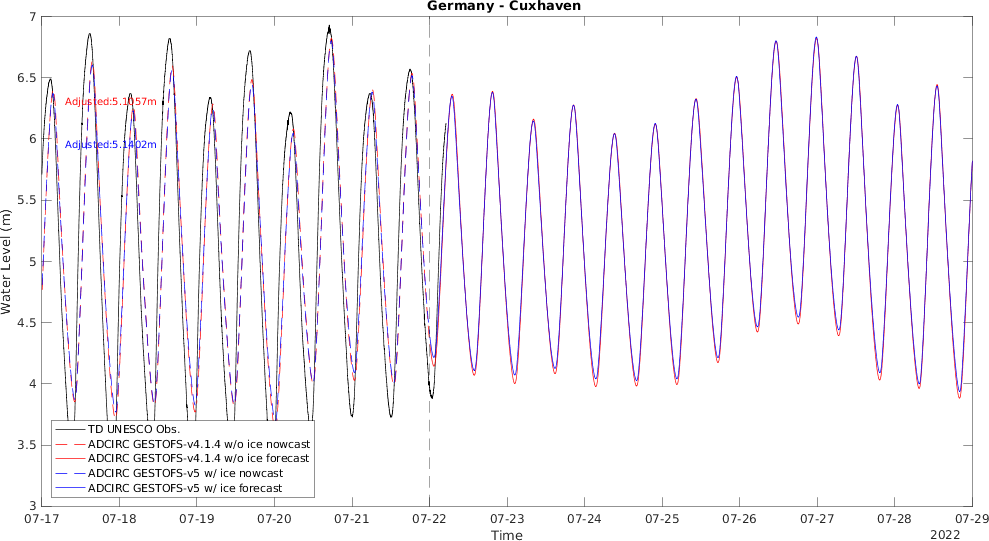 Germany - Cuxhaven
7
6.5
6
5.5
5
4.5
4
3.5
3
Water Level (m)
Adjusted:5.1057m
Adjusted:5.1402m
TD UNESCO Obs.
ADCIRC GESTOFS-v4.1.4 w/o ice nowcast
ADCIRC GESTOFS-v4.1.4 w/o ice forecast
ADCIRC GESTOFS-v5 w/ ice nowcast
ADCIRC GESTOFS-v5 w/ ice forecast
07-17 07-18 07-19 07-20 07-21 07-22 07-23 07-24 07-25 07-26 07-27 07-28 07-29
Time
2022